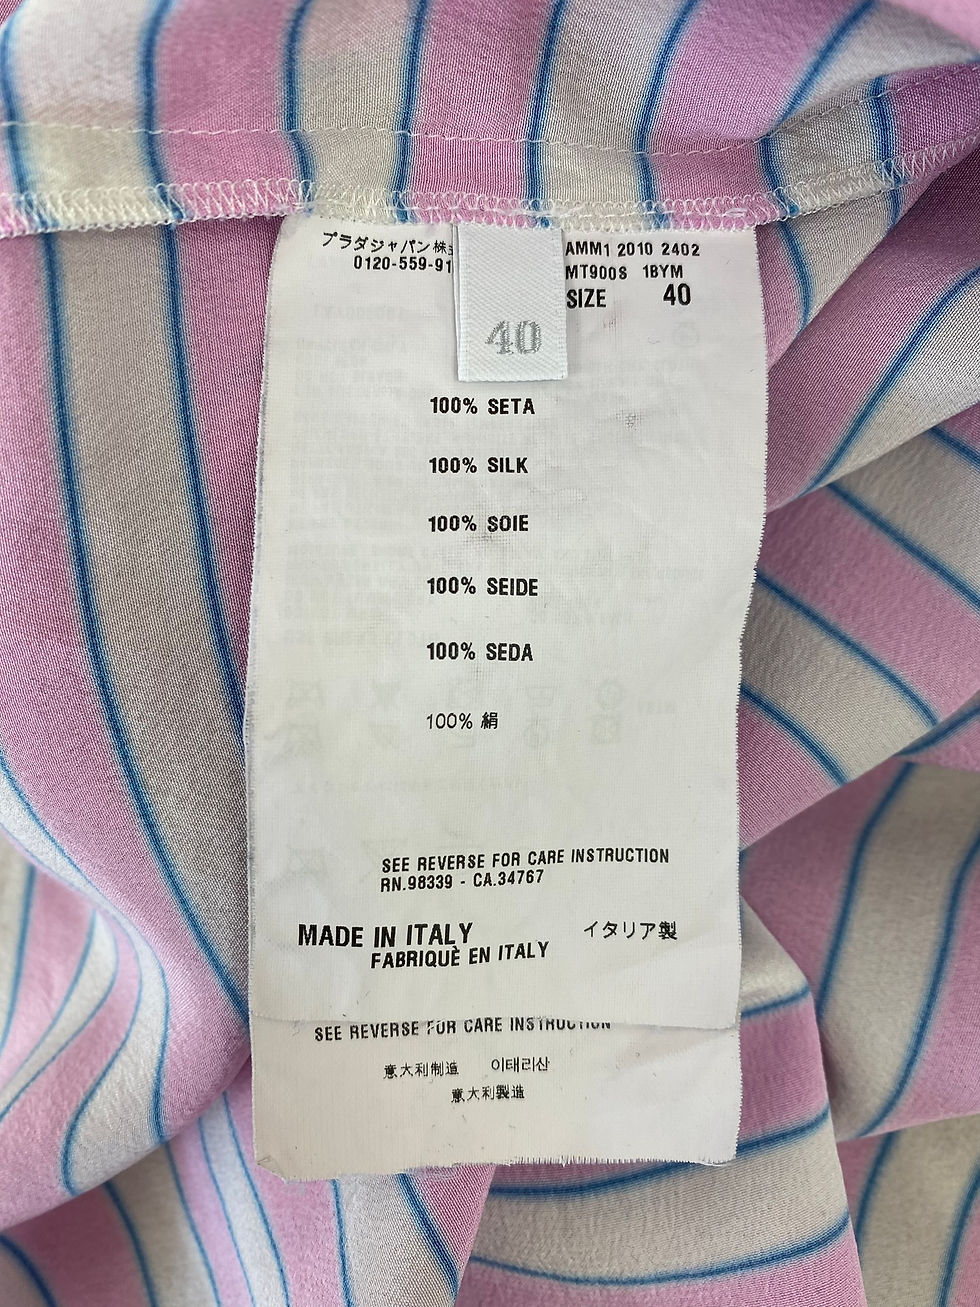 プラダジャパン株
0120-559-91
AMM1 2010 2402
MT900S 1BYM
SIZE 40
40
100% SETA
100% SILK
100% SOIE
100% SEIDE
100% SEDA
100% 絹
SEE REVERSE FOR CARE INSTRUCTION
RN.98339 - CA.34767
MADE IN ITALY
FABRIQUÈ EN ITALY
イタリア製
SEE REVERSE FOR CARE INSTRUCTION
意大利制造 이태리산
意大利製造